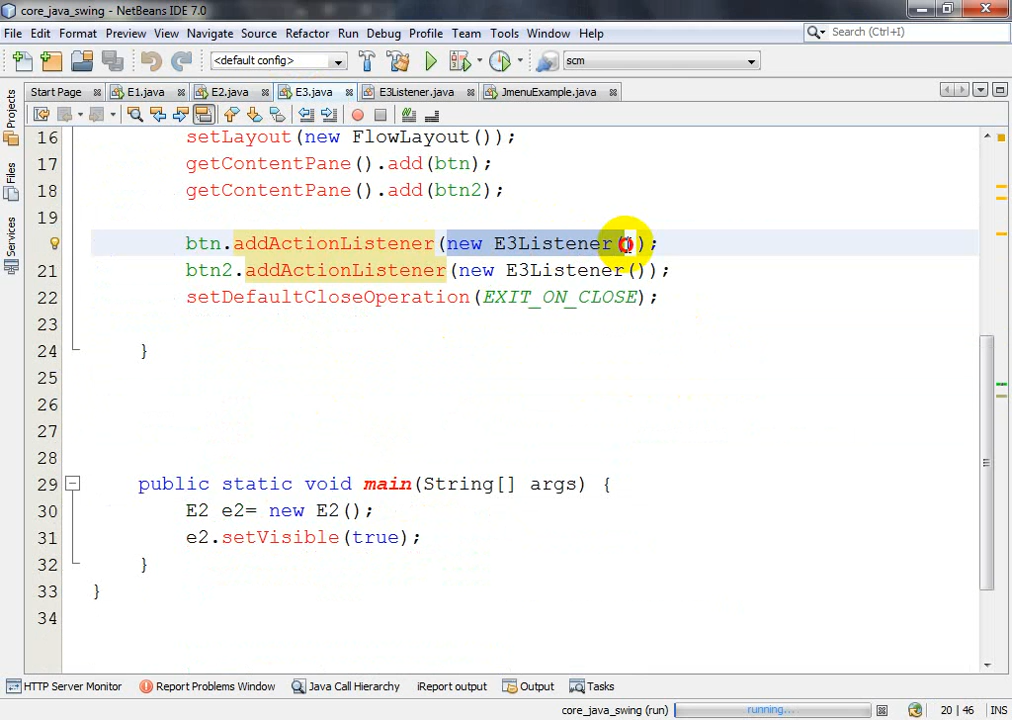 core_java_swing - NetBeans IDE 7.0
File Edit Format Preview View Navigate Source Refactor Run Debug Profile Team Tools Window Help
Search (Ctrl+I)
<default config>
scm
Start Page E1.java E2.java E3.java E3Listener.java JmenuExample.java
Projects
Files
Services
16 setLayout(new FlowLayout());
17 getContentPane().add(btn);
18 getContentPane().add(btn2);
19
btn.addActionListener(new E3Listener());
21 btn2.addActionListener(new E3Listener());
22 setDefaultCloseOperation(EXIT_ON_CLOSE);
23
24 }
25
26
27
28
29 public static void main(String[] args) {
30 E2 e2= new E2();
31 e2.setVisible(true);
32 }
33 }
34
HTTP Server Monitor Report Problems Window Java Call Hierarchy iReport output Output Tasks
core_java_swing (run) running... 20 | 46 INS